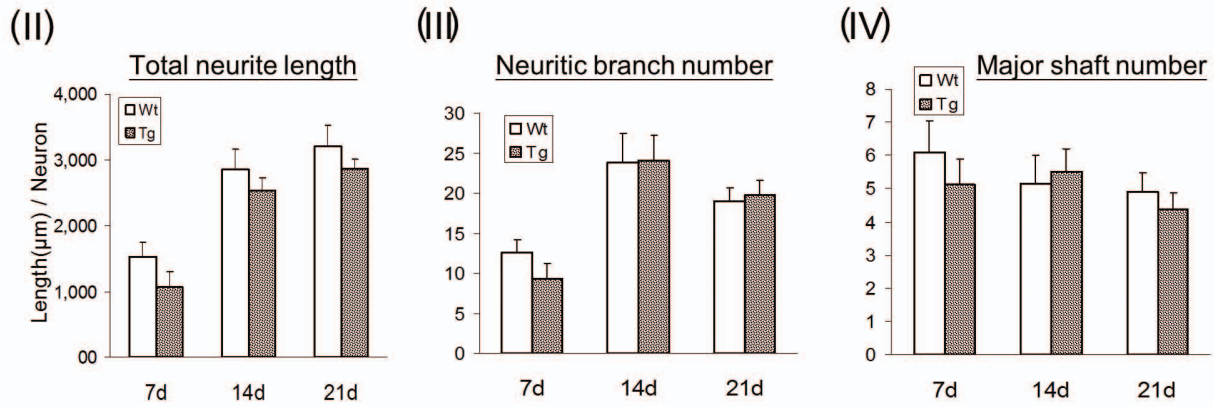 (II)
Total neurite length
4,000
3,000
2,000
1,000
00
Length(µm) / Neuron
Wt
Tg
7d 14d 21d
(III)
Neuritic branch number
30
25
20
15
10
5
0
Wt
Tg
7d 14d 21d
(IV)
Major shaft number
8
7
6
5
4
3
2
1
0
Wt
Tg
7d 14d 21d